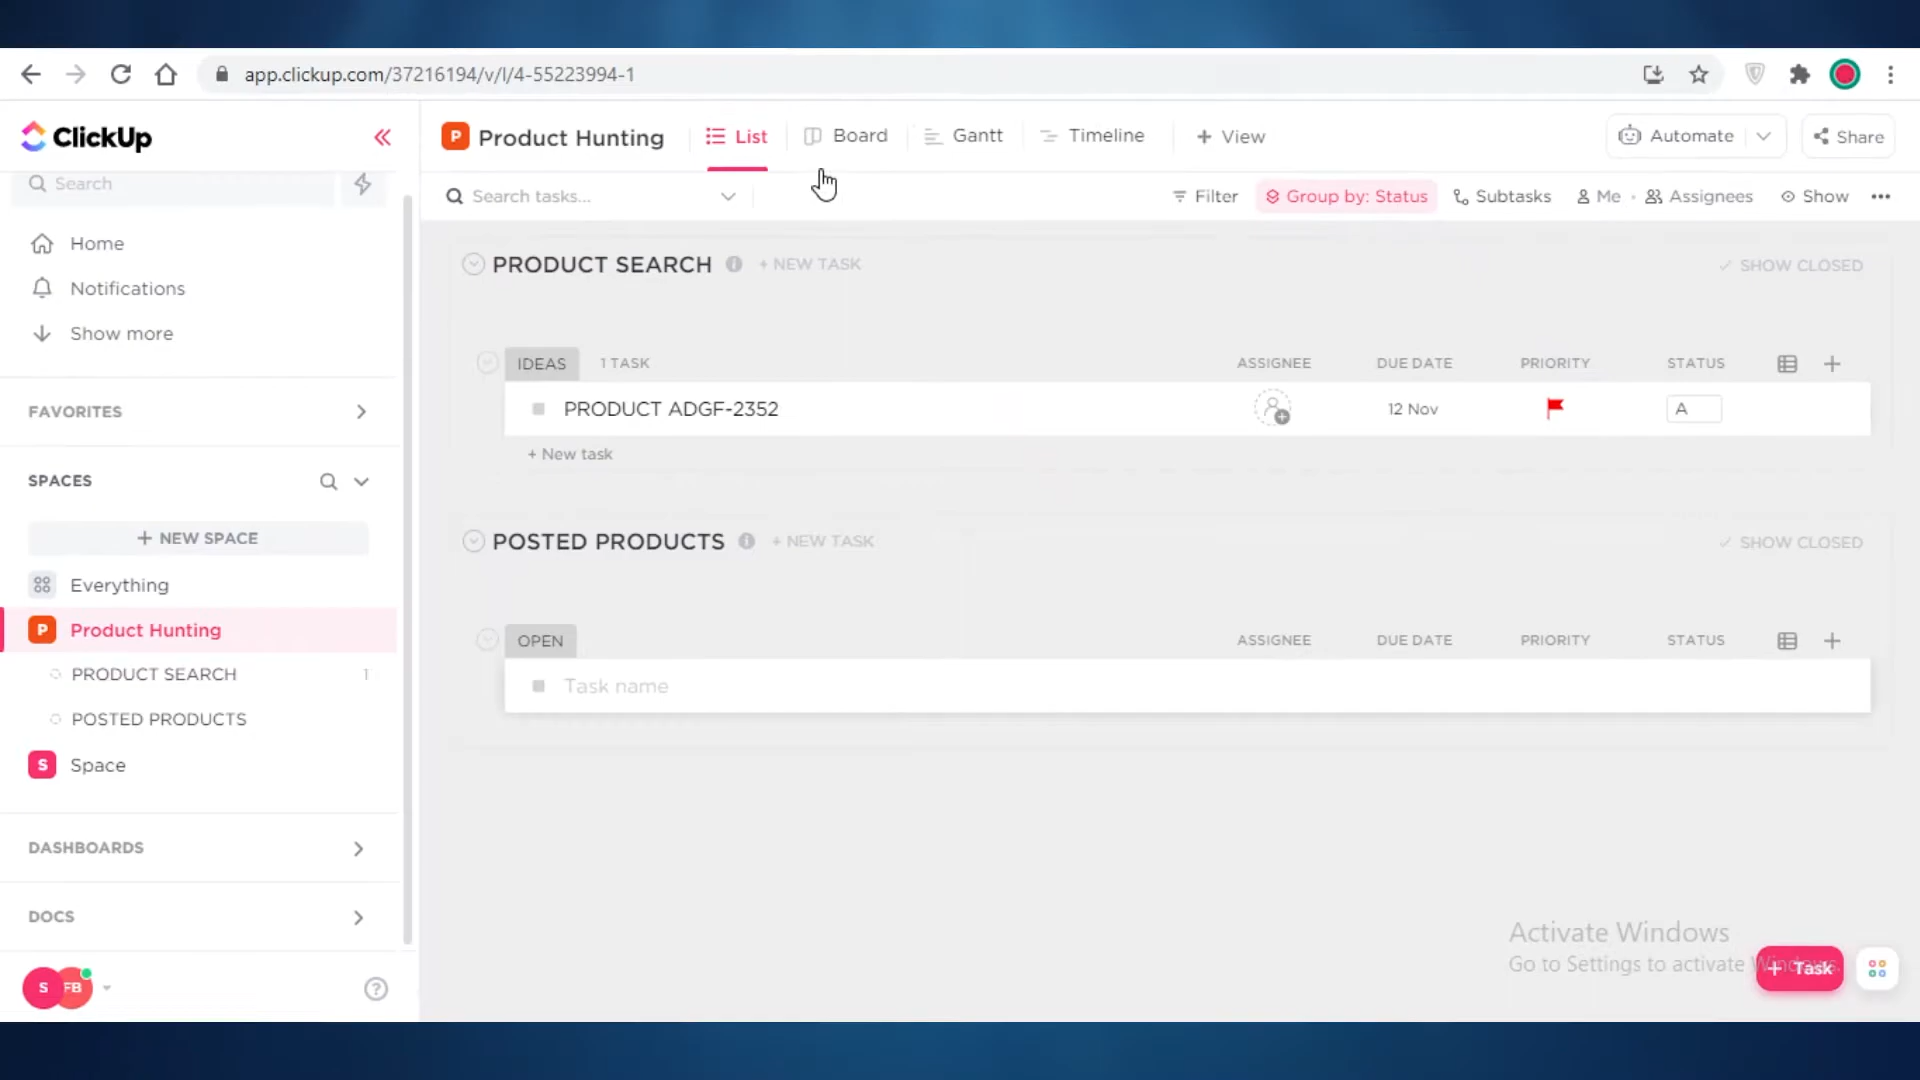 app.clickup.com/37216194/v/l/4-55223994-1
ClickUp
P Product Hunting List Board Gantt Timeline + View Automate Share
Search
Search tasks... Filter Group by: Status Subtasks Me Assignees Show
Home
Notifications
Show more
FAVORITES
SPACES
+ NEW SPACE
Everything
P Product Hunting
PRODUCT SEARCH 1
POSTED PRODUCTS
S Space
DASHBOARDS
DOCS
S FB
PRODUCT SEARCH + NEW TASK SHOW CLOSED
IDEAS 1 TASK ASSIGNEE DUE DATE PRIORITY STATUS
PRODUCT ADGF-2352 12 Nov A
+ New task
POSTED PRODUCTS + NEW TASK SHOW CLOSED
OPEN ASSIGNEE DUE DATE PRIORITY STATUS
Task name
Activate Windows
Go to Settings to activate Windows.
+ Task